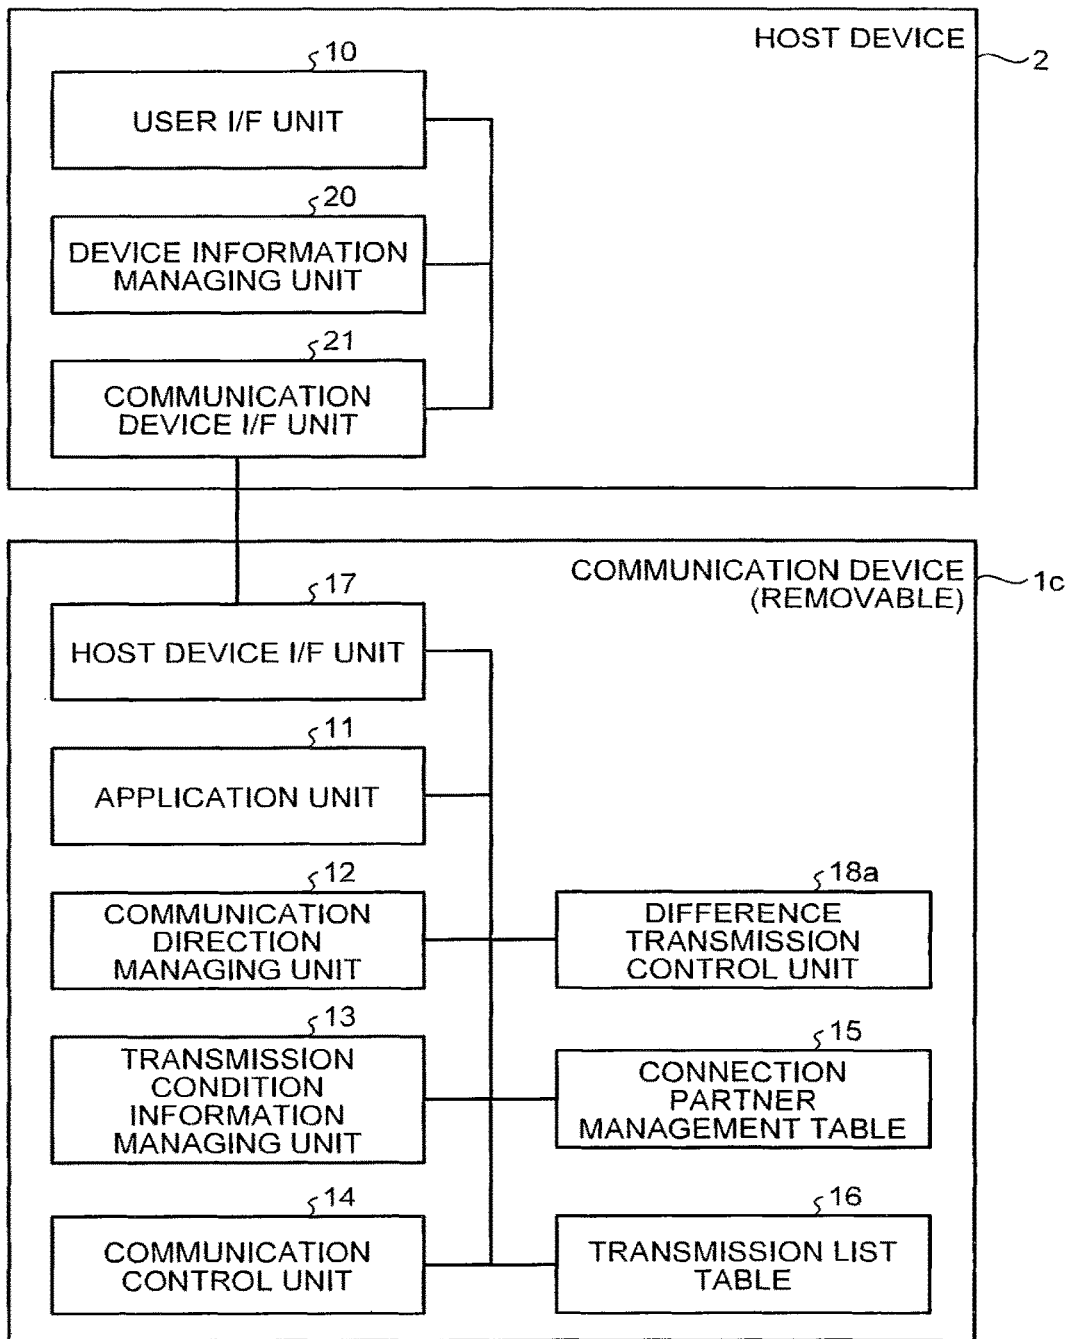 HOST DEVICE
2
10
USER I/F UNIT
20
DEVICE INFORMATION
MANAGING UNIT
21
COMMUNICATION
DEVICE I/F UNIT
COMMUNICATION DEVICE
(REMOVABLE)
1c
17
HOST DEVICE I/F UNIT
11
APPLICATION UNIT
12
COMMUNICATION
DIRECTION
MANAGING UNIT
18a
DIFFERENCE
TRANSMISSION
CONTROL UNIT
13
TRANSMISSION
CONDITION
INFORMATION
MANAGING UNIT
15
CONNECTION
PARTNER
MANAGEMENT TABLE
14
COMMUNICATION
CONTROL UNIT
16
TRANSMISSION LIST
TABLE